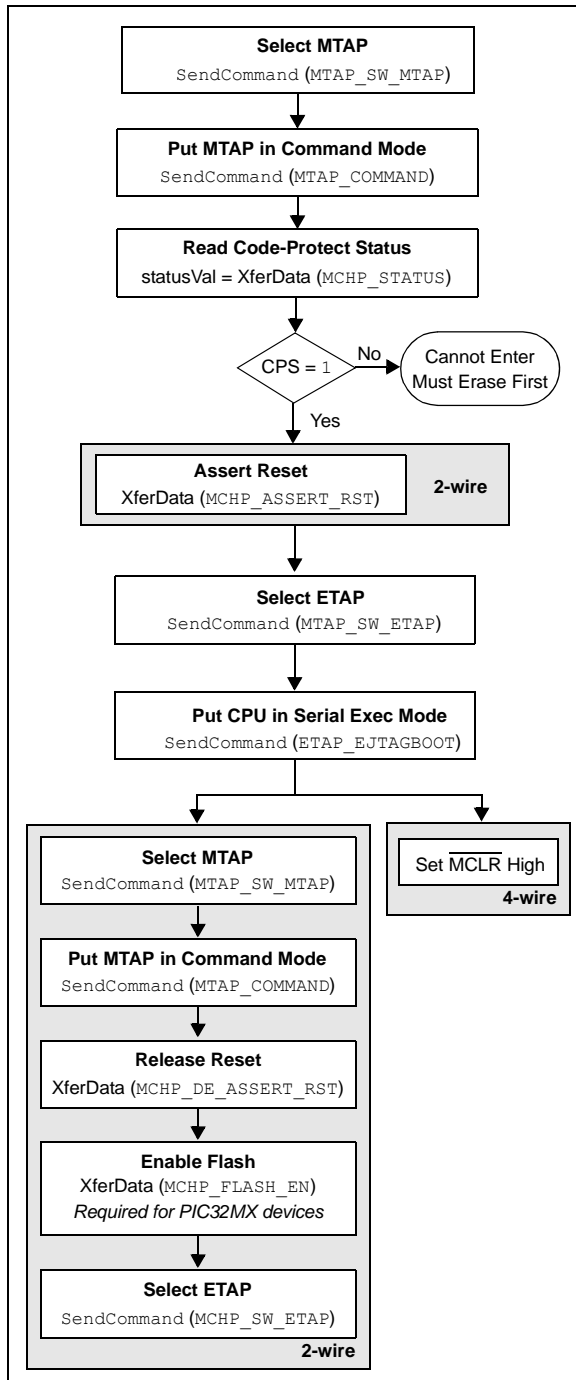 Select MTAP
SendCommand (MTAP_SW_MTAP)
Put MTAP in Command Mode
SendCommand (MTAP_COMMAND)
Read Code-Protect Status
statusVal = XferData (MCHP_STATUS)
CPS = 1
No
Cannot Enter
Must Erase First
Yes
Assert Reset
XferData (MCHP_ASSERT_RST)
2-wire
Select ETAP
SendCommand (MTAP_SW_ETAP)
Put CPU in Serial Exec Mode
SendCommand (ETAP_EJTAGBOOT)
Select MTAP
SendCommand (MTAP_SW_MTAP)
Put MTAP in Command Mode
SendCommand (MTAP_COMMAND)
Release Reset
XferData (MCHP_DE_ASSERT_RST)
Enable Flash
XferData (MCHP_FLASH_EN)
Required for PIC32MX devices
Select ETAP
SendCommand (MCHP_SW_ETAP)
2-wire
Set MCLR High
4-wire